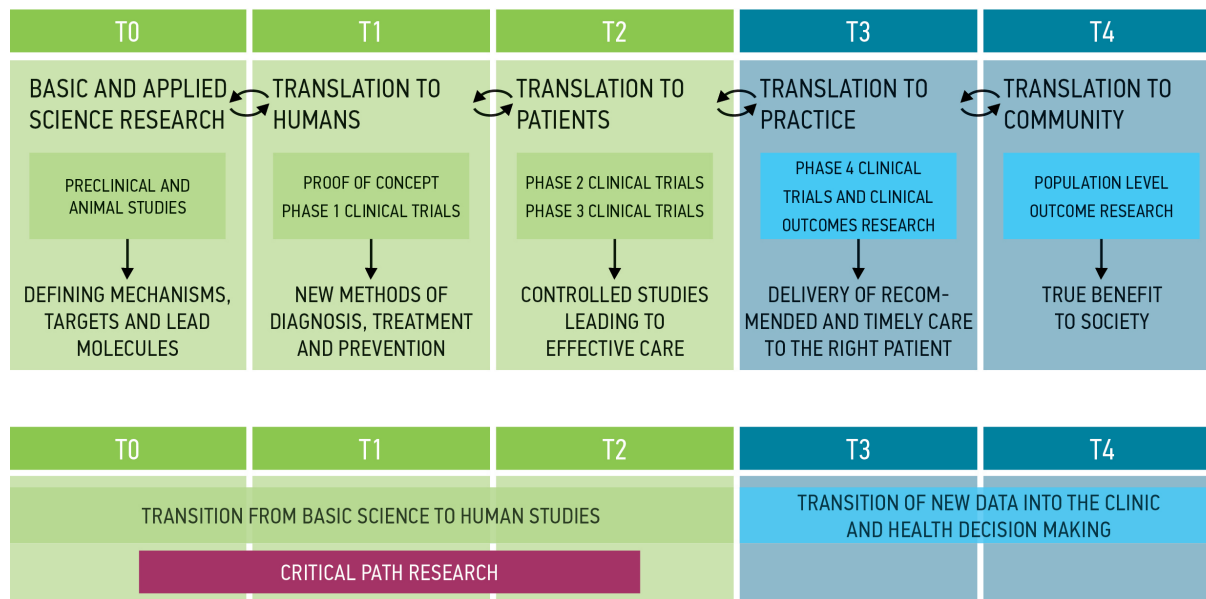 T0
T1
T2
T3
T4
BASIC AND APPLIED
SCIENCE RESEARCH
TRANSLATION TO
HUMANS
TRANSLATION TO
PATIENTS
TRANSLATION TO
PRACTICE
TRANSLATION TO
COMMUNITY
PRECLINICAL AND
ANIMAL STUDIES
PROOF OF CONCEPT
PHASE 1 CLINICAL TRIALS
PHASE 2 CLINICAL TRIALS
PHASE 3 CLINICAL TRIALS
PHASE 4 CLINICAL
TRIALS AND CLINICAL
OUTCOMES RESEARCH
POPULATION LEVEL
OUTCOME RESEARCH
DEFINING MECHANISMS,
TARGETS AND LEAD
MOLECULES
NEW METHODS OF
DIAGNOSIS, TREATMENT
AND PREVENTION
CONTROLLED STUDIES
LEADING TO
EFFECTIVE CARE
DELIVERY OF RECOM-
MENDED AND TIMELY CARE
TO THE RIGHT PATIENT
TRUE BENEFIT
TO SOCIETY
T0
T1
T2
T3
T4
TRANSITION FROM BASIC SCIENCE TO HUMAN STUDIES
TRANSITION OF NEW DATA INTO THE CLINIC
AND HEALTH DECISION MAKING
CRITICAL PATH RESEARCH